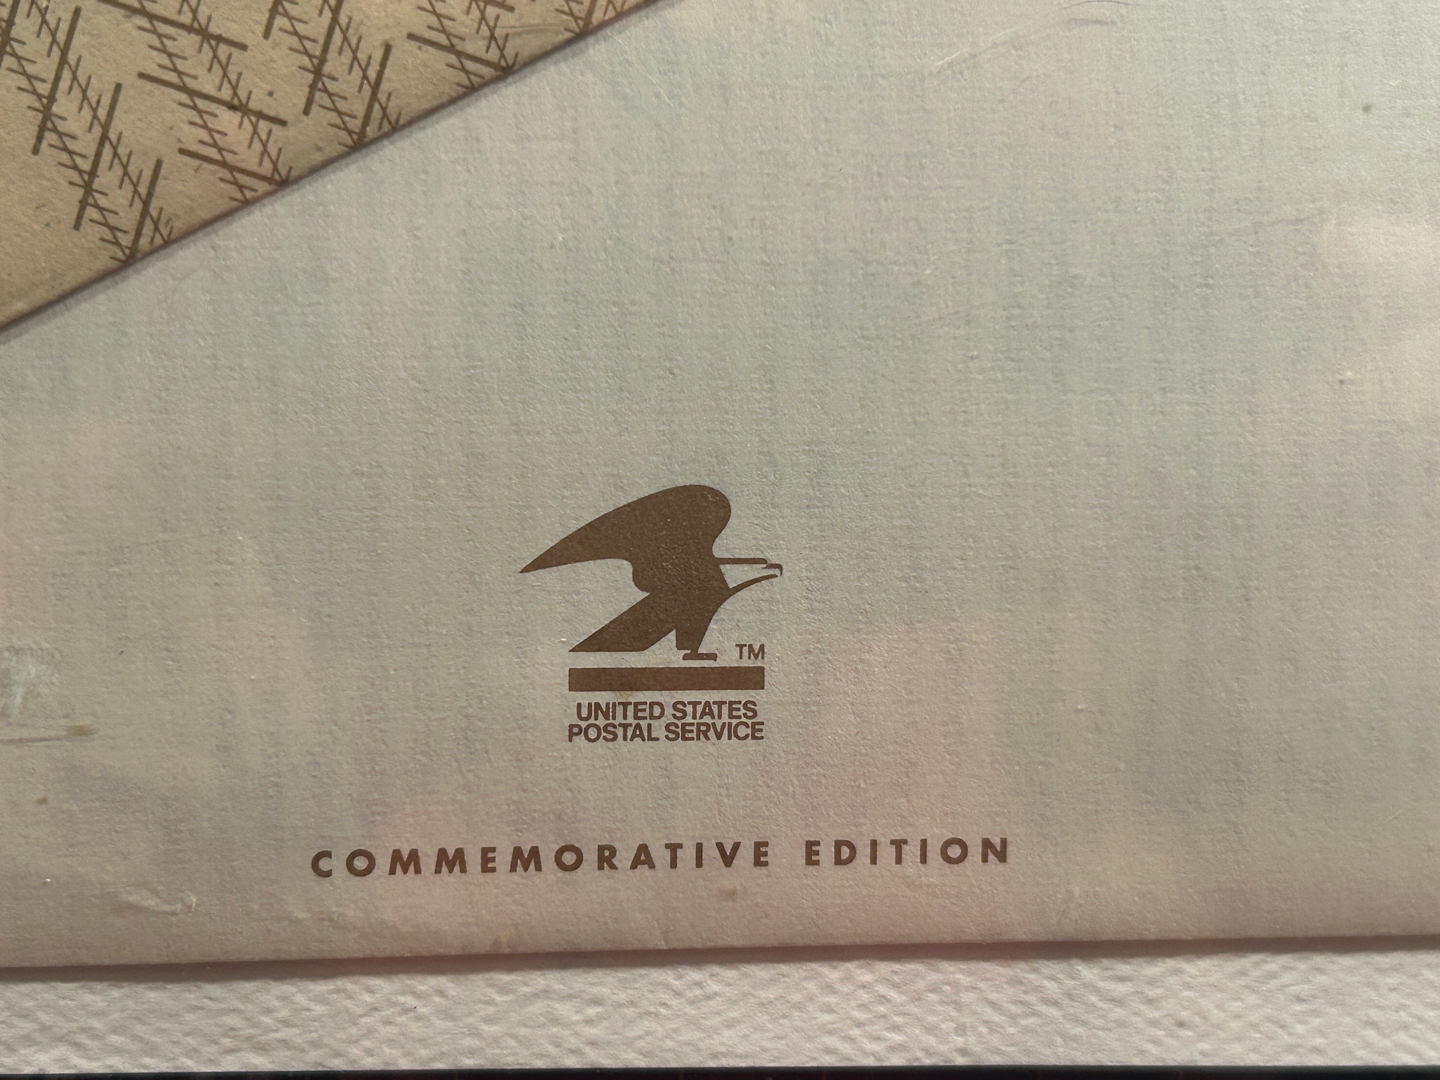 TM
UNITED STATES
POSTAL SERVICE
COMMEMORATIVE EDITION